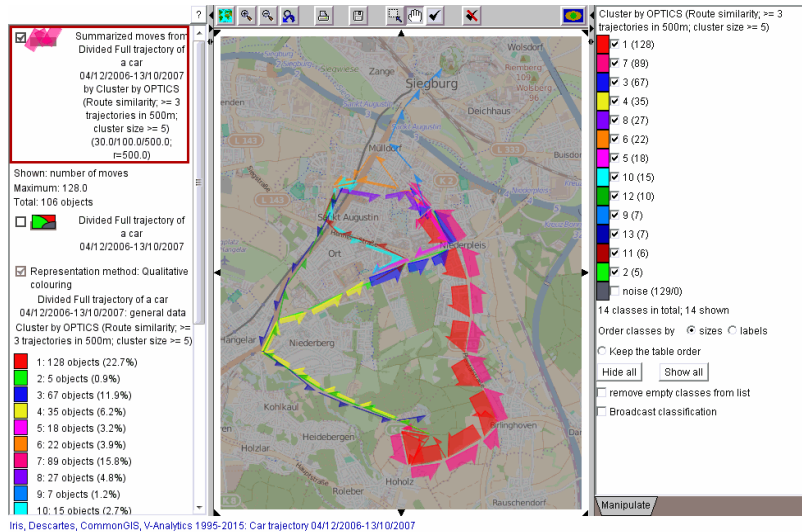 ?
Summarized moves from
Divided Full trajectory of
a car
04/12/2006-13/10/2007
by Cluster by OPTICS
(Route similarity; >= 3
trajectories in 500m;
cluster size >= 5)
(30.0/100.0/500.0;
r=500.0)
Shown: number of moves
Maximum: 128.0
Total: 106 objects
Divided Full trajectory of
a car
04/12/2006-13/10/2007
Representation method: Qualitative
colouring
Divided Full trajectory of a car
04/12/2006-13/10/2007: general data
Cluster by OPTICS (Route similarity; >=
3 trajectories in 500m; cluster size >= 5)
1: 128 objects (22.7%)
2: 5 objects (0.9%)
3: 67 objects (11.9%)
4: 35 objects (6.2%)
5: 18 objects (3.2%)
6: 22 objects (3.9%)
7: 89 objects (15.8%)
8: 27 objects (4.8%)
9: 7 objects (1.2%)
10: 15 objects (2.7%)
Wolsdorf
Zange
Siegburg
Deichhaus
Mülldorf
L 143
L 333
K 2
L 143
Sankt Augustin
Niederpleis
Ort
Hangelar
Niederberg
Kohlkaul
Heidebergen
Birlinghoven
Holzlar
Hoholz
Roleber
Rauschendorf
Cluster by OPTICS (Route similarity; >= 3
trajectories in 500m; cluster size >= 5)
1 (128)
7 (89)
3 (67)
4 (35)
8 (27)
6 (22)
5 (18)
10 (15)
12 (10)
9 (7)
13 (7)
11 (6)
2 (5)
noise (129/0)
14 classes in total; 14 shown
Order classes by sizes labels
Keep the table order
Hide all Show all
remove empty classes from list
Broadcast classification
Manipulate
Iris, Descartes, CommonGIS, V-Analytics 1995-2015: Car trajectory 04/12/2006-13/10/2007